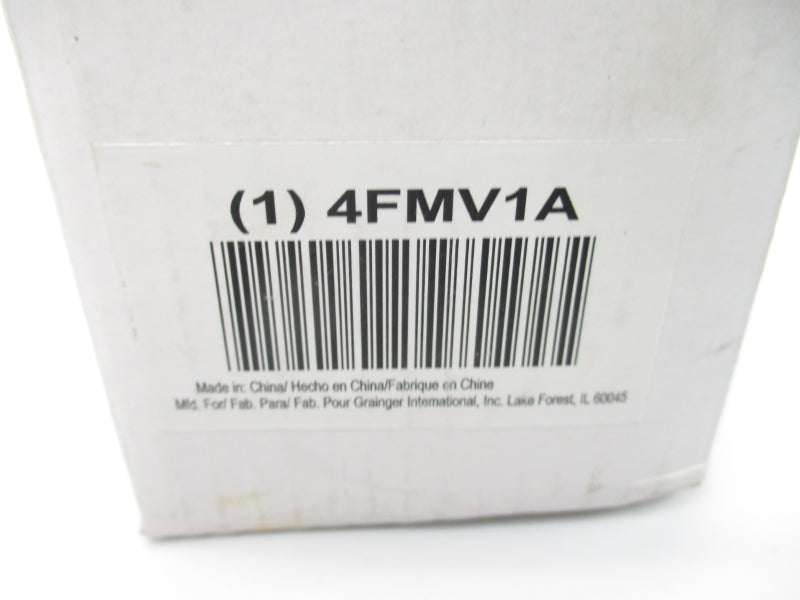 (1) 4FMV1A
Made in: China/ Hecho en China/Fabrique en Chine
Mfd. For/ Fab. Para/ Fab. Pour Grainger International, Inc. Lake Forest, IL 60045